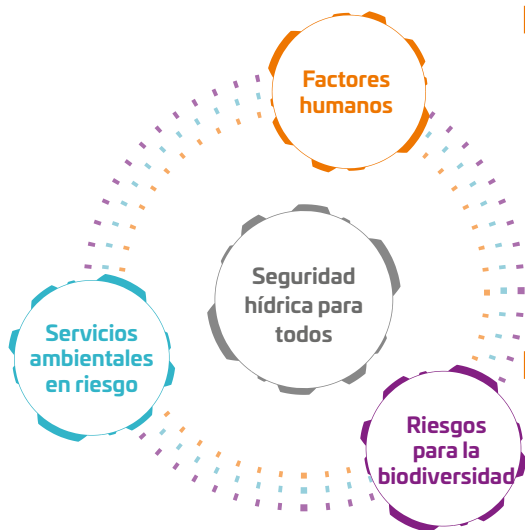 Factores
humanos
Seguridad
hídrica para
todos
Servicios
ambientales
en riesgo
Riesgos
para la
biodiversidad